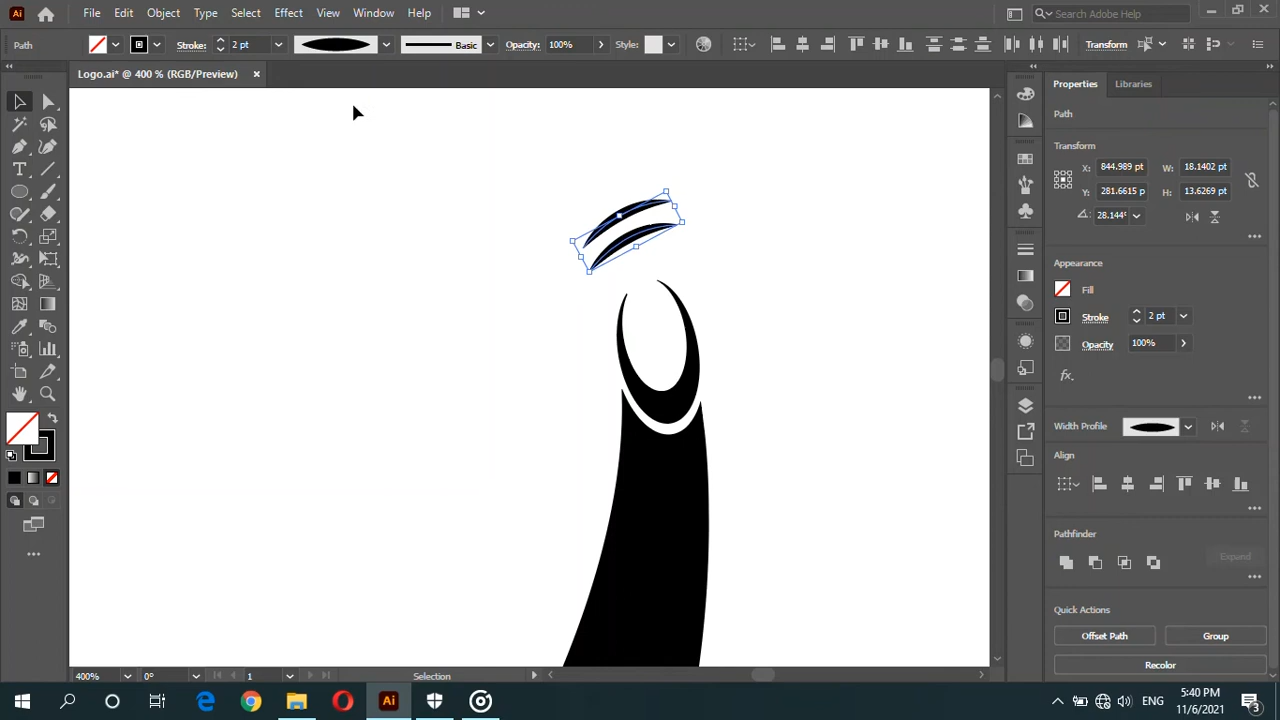 Ai File Edit Object Type Select Effect View Window Help Search Adobe Help
Path Stroke: 2 pt Basic Opacity: 100% Style: Transform
Logo.ai* @ 400 % (RGB/Preview) ×
Properties Libraries
Path
Transform
X: 844.989 pt W: 18.1402 pt
Y: 281.6615 p H: 13.6269 pt
28.144°
Appearance
Fill
Stroke 2 pt
Opacity 100%
fx.
Width Profile
Align
Pathfinder
Expand
Quick Actions
Offset Path Group
Recolor
400% 0° 1 Selection
Ai ENG 5:40 PM
11/6/2021 3